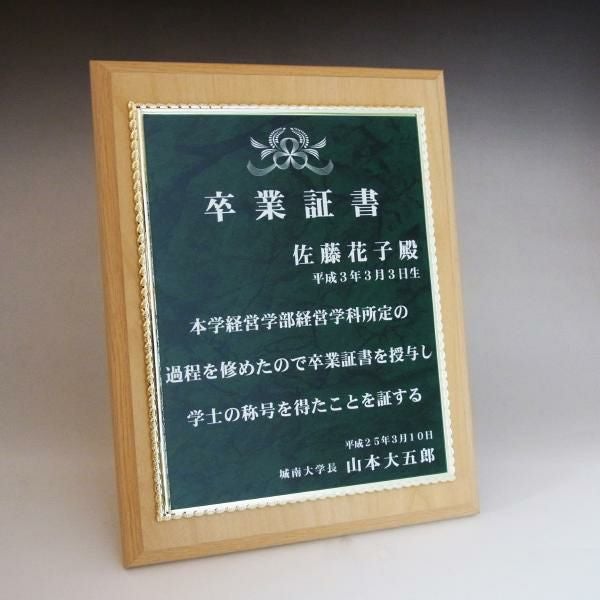 卒業証書
佐藤花子殿
平成3年3月3日生
本学経営学部経営学科所定の
過程を修めたので卒業証書を授与し
学士の称号を得たことを証する
平成25年3月10日
城南大学長 山本大五郎